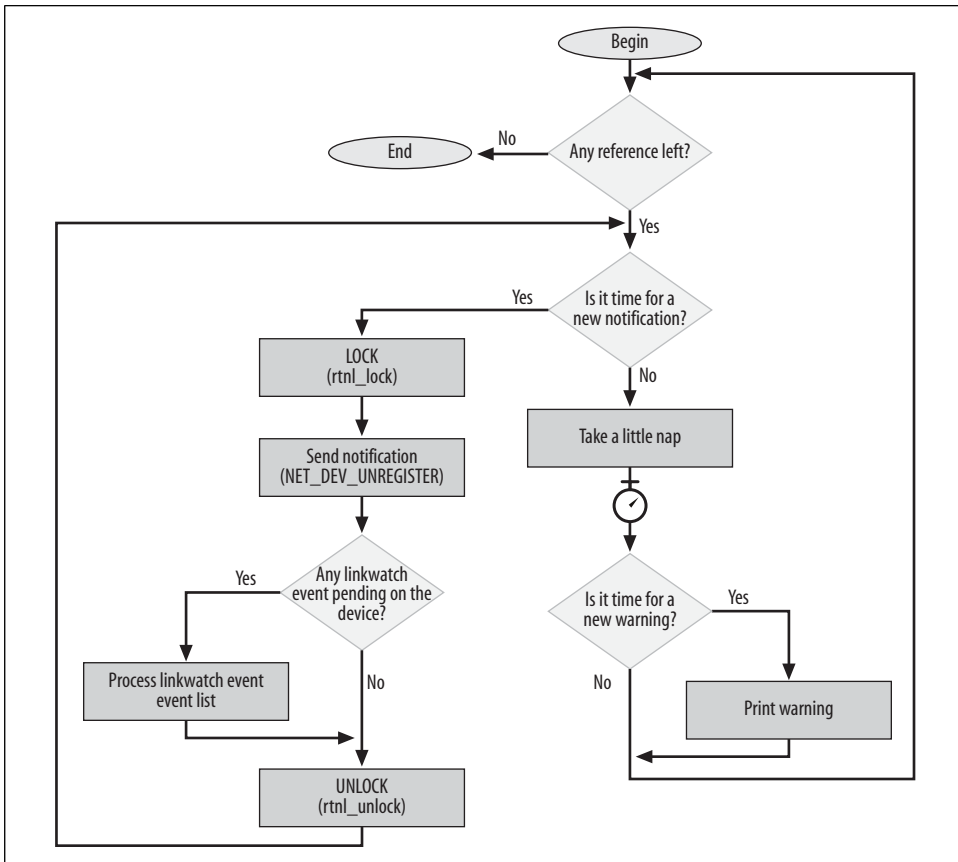 Begin
Any reference left?
No
End
Yes
Is it time for a
new notification?
Yes
LOCK
(rtnl_lock)
No
Send notification
(NET_DEV_UNREGISTER)
Take a little nap
Any linkwatch
event pending on the
device?
Yes
Is it time for a
new warning?
Yes
Process linkwatch event
event list
No
No
Print warning
UNLOCK
(rtnl_unlock)